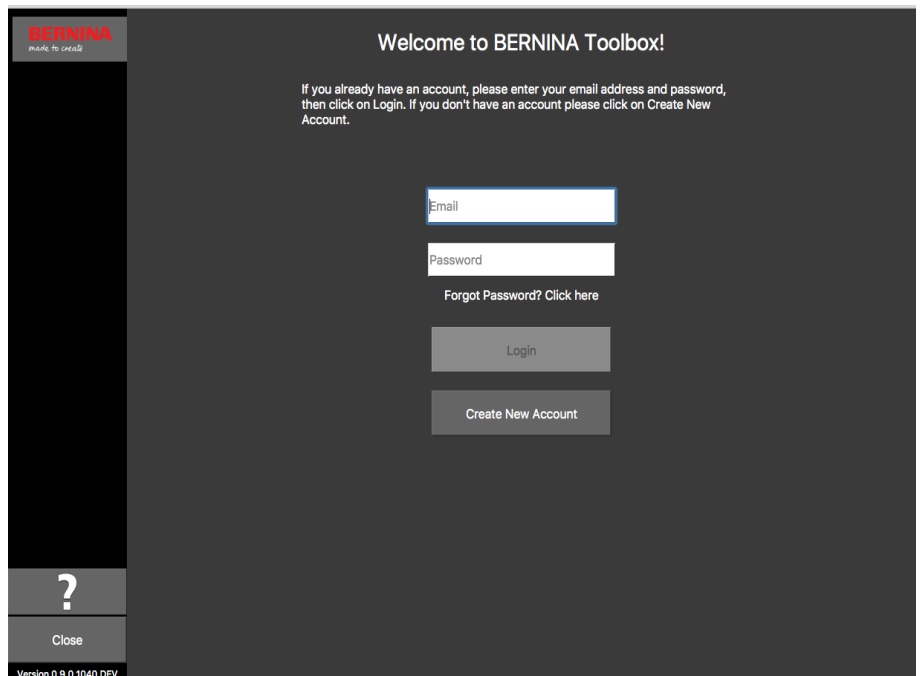 BERNINA
made to create
Welcome to BERNINA Toolbox!
If you already have an account, please enter your email address and password,
then click on Login. If you don't have an account please click on Create New
Account.
Email
Password
Forgot Password? Click here
Login
Create New Account
?
Close
Version 0.9.0.1040 DEV